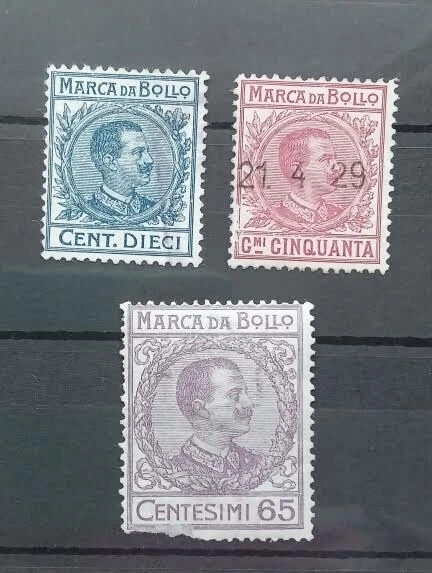 MARCA DA BOLLO
CENT. DIECI
MARCA DA BOLLO
21. 4 29
CMI CINQUANTA
MARCA DA BOLLO
CENTESIMI 65